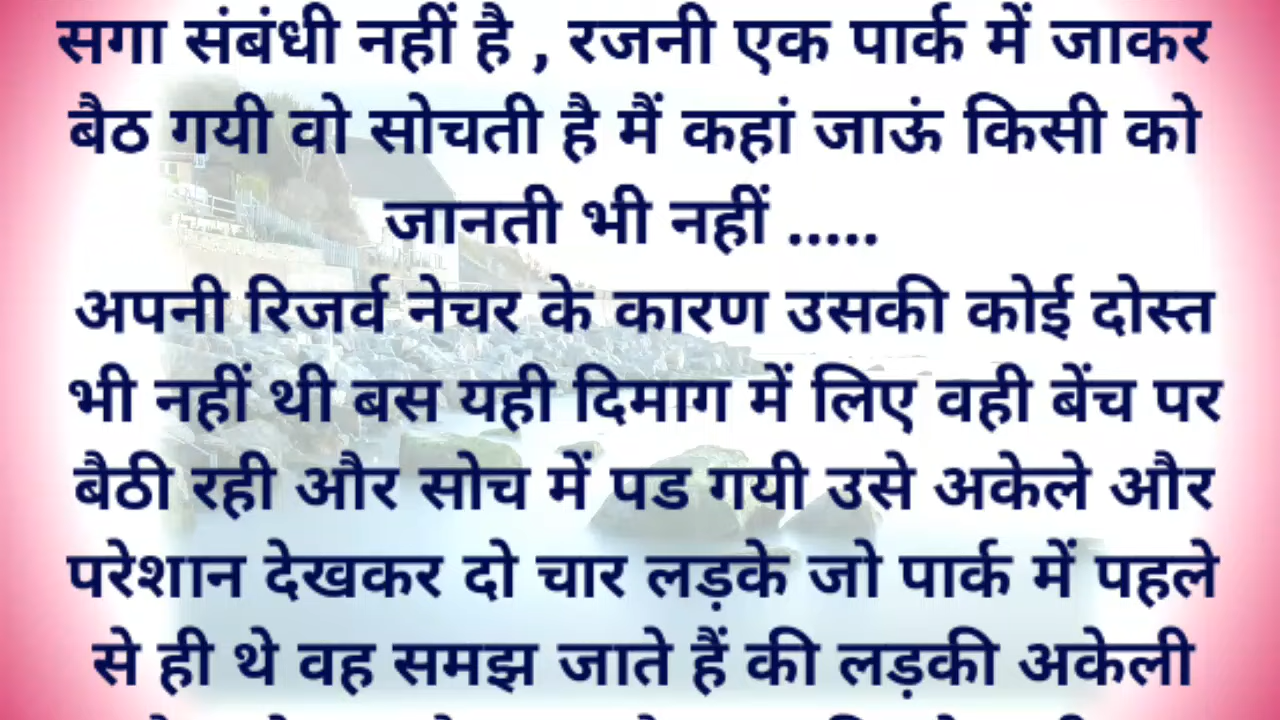 सगा संबंधी नहीं है , रजनी एक पार्क में जाकर
बैठ गयी वो सोचती है मैं कहां जाऊं किसी को
जानती भी नहीं .....
अपनी रिजर्व नेचर के कारण उसकी कोई दोस्त
भी नहीं थी बस यही दिमाग में लिए वही बेंच पर
बैठी रही और सोच में पड गयी उसे अकेले और
परेशान देखकर दो चार लड़के जो पार्क में पहले
से ही थे वह समझ जाते हैं की लड़की अकेली